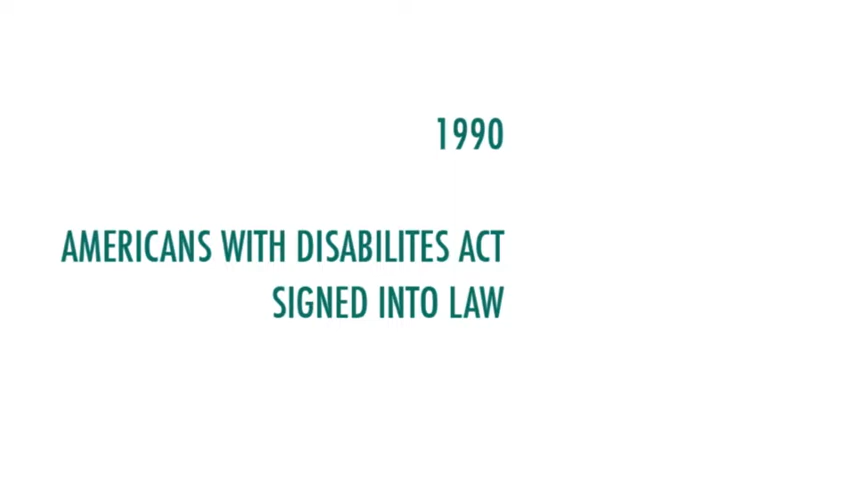 1990
AMERICANS WITH DISABILITES ACT
SIGNED INTO LAW